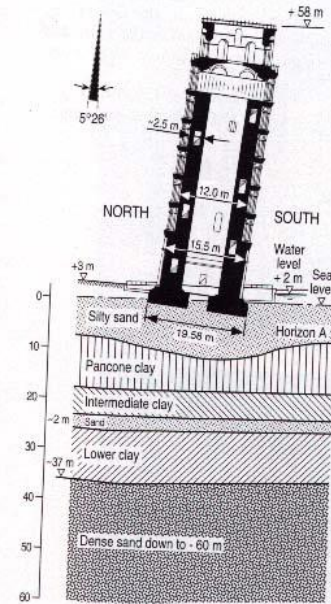 + 58 m
5°26'
~2.5 m
12.0 m
NORTH
SOUTH
15.5 m
Water
level
+ 2 m
Sea
level
+3 m
0
Silty sand
Horizon A
19.58 m
10
Pancone clay
20
Intermediate clay
-2 m
Sand
30
Lower clay
-37 m
40
50
Dense sand down to - 60 m
60